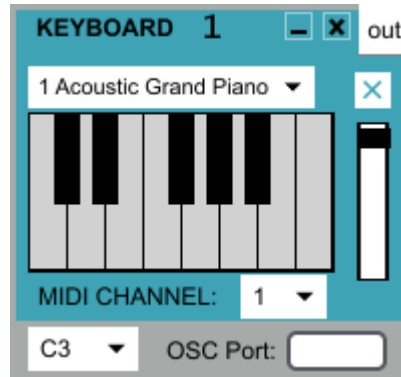 KEYBOARD 1
out
1 Acoustic Grand Piano
MIDI CHANNEL: 1
C3 OSC Port: